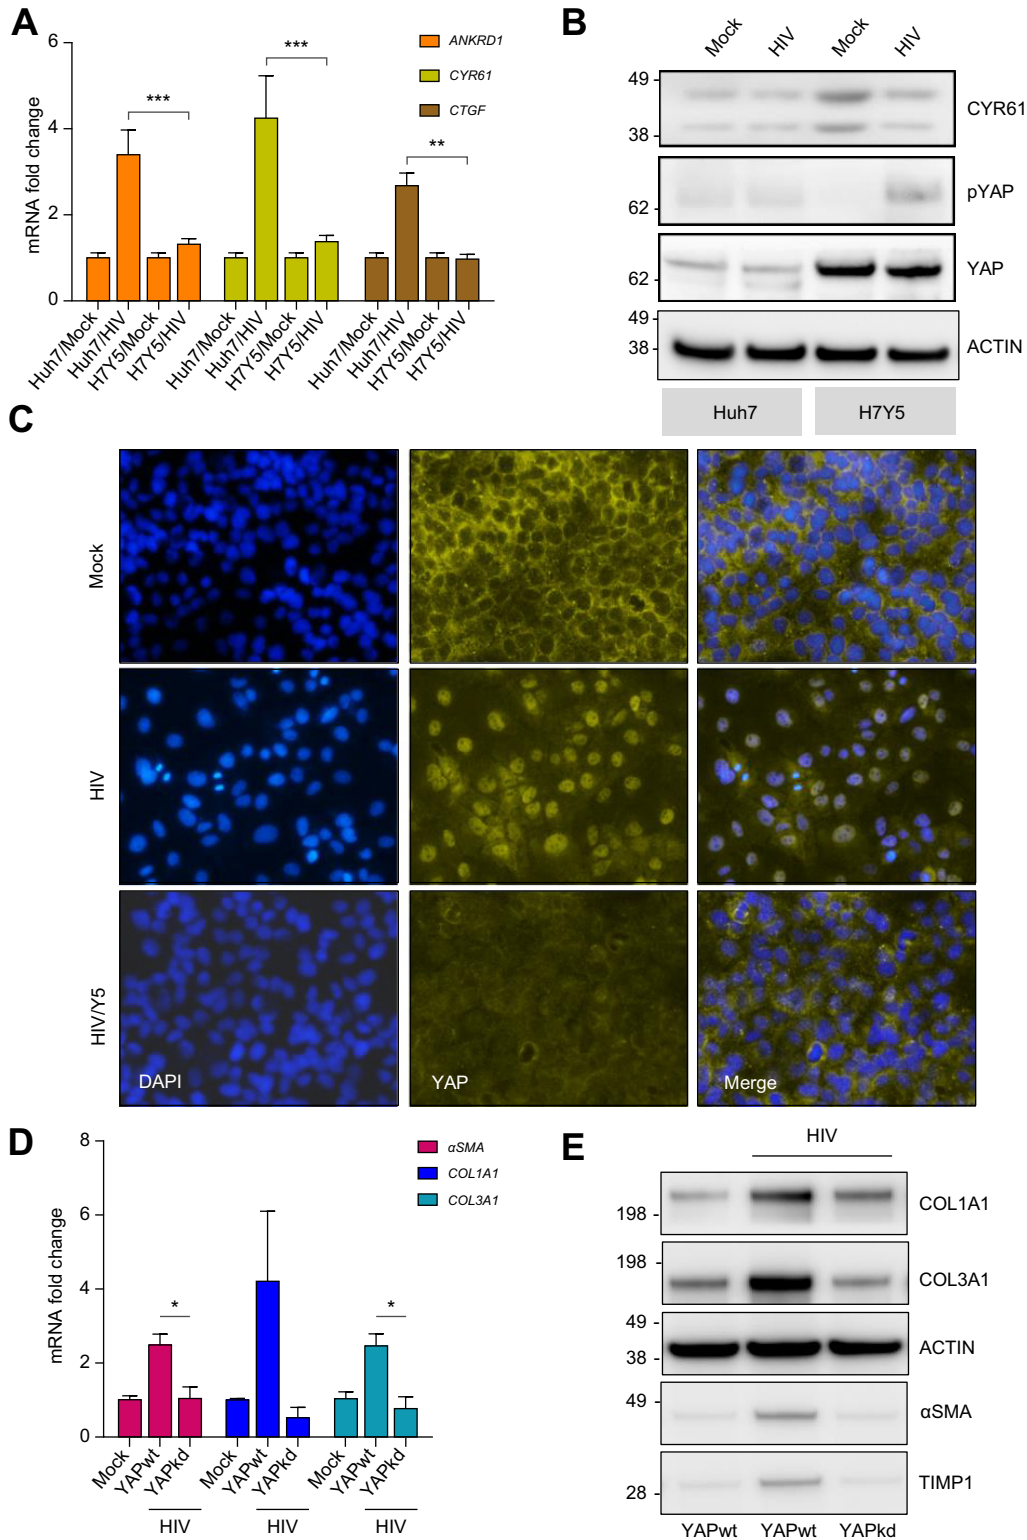 A
6
4
2
0
mRNA fold change
ANKRD1
CYR61
CTGF
***
***
**
Huh7/Mock
Huh7/HIV
H7Y5/Mock
H7Y5/HIV
Huh7/Mock
Huh7/HIV
H7Y5/Mock
H7Y5/HIV
Huh7/Mock
Huh7/HIV
H7Y5/Mock
H7Y5/HIV
B
Mock HIV Mock HIV
49
38
CYR61
62
pYAP
62
YAP
49
38
ACTIN
Huh7 H7Y5
C
Mock
HIV
HIV/Y5
DAPI YAP Merge
D
8
6
4
2
0
mRNA fold change
αSMA
COL1A1
COL3A1
*
*
Mock
YAPwt
YAPkd
Mock
YAPwt
YAPkd
Mock
YAPwt
YAPkd
HIV HIV HIV
E
HIV
198
COL1A1
198
COL3A1
49
38
ACTIN
49
αSMA
28
TIMP1
YAPwt YAPwt YAPkd